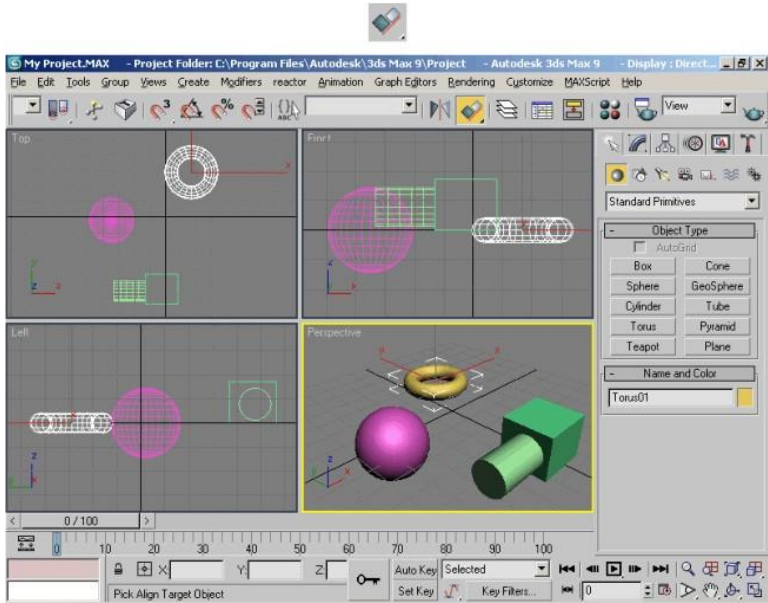 My Project.MAX - Project Folder: C:\Program Files\Autodesk\3ds Max 9\Project - Autodesk 3ds Max 9 - Display : Direct...
File Edit Tools Group Views Create Modifiers reactor Animation Graph Editors Rendering Customize MAXScript Help
3 % ABC View
Top
Front
x
y
z x
z
x
Standard Primitives
- Object Type
AutoGrid
Box Cone
Sphere GeoSphere
Cylinder Tube
Torus Pyramid
Teapot Plane
- Name and Color
Torus01
Left
Perspective
x
z
y
y x
z
x
< 0 / 100 >
0 10 20 30 40 50 60 70 80 90 100
X: Y: Z Auto Key Selected
Pick Align Target Object Set Key Key Filters... 0